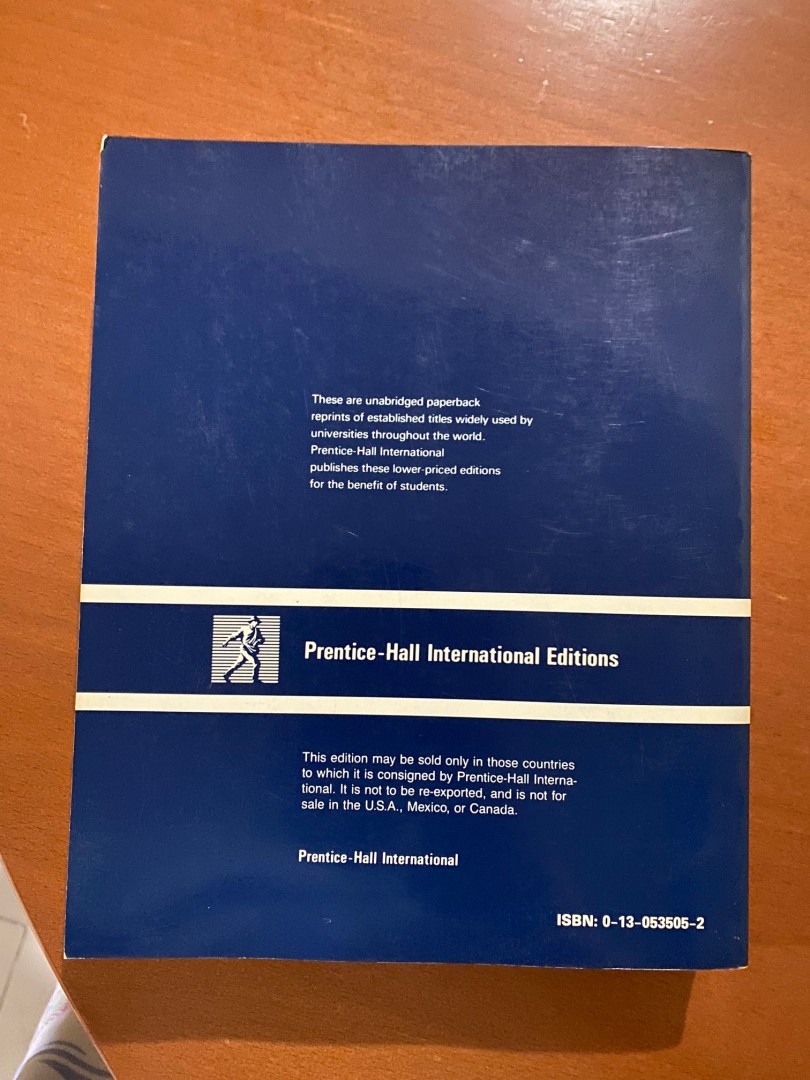 These are unabridged paperback
reprints of established titles widely used by
universities throughout the world.
Prentice-Hall International
publishes these lower-priced editions
for the benefit of students.
Prentice-Hall International Editions
This edition may be sold only in those countries
to which it is consigned by Prentice-Hall Interna-
tional. It is not to be re-exported, and is not for
sale in the U.S.A., Mexico, or Canada.
Prentice-Hall International
ISBN: 0-13-053505-2